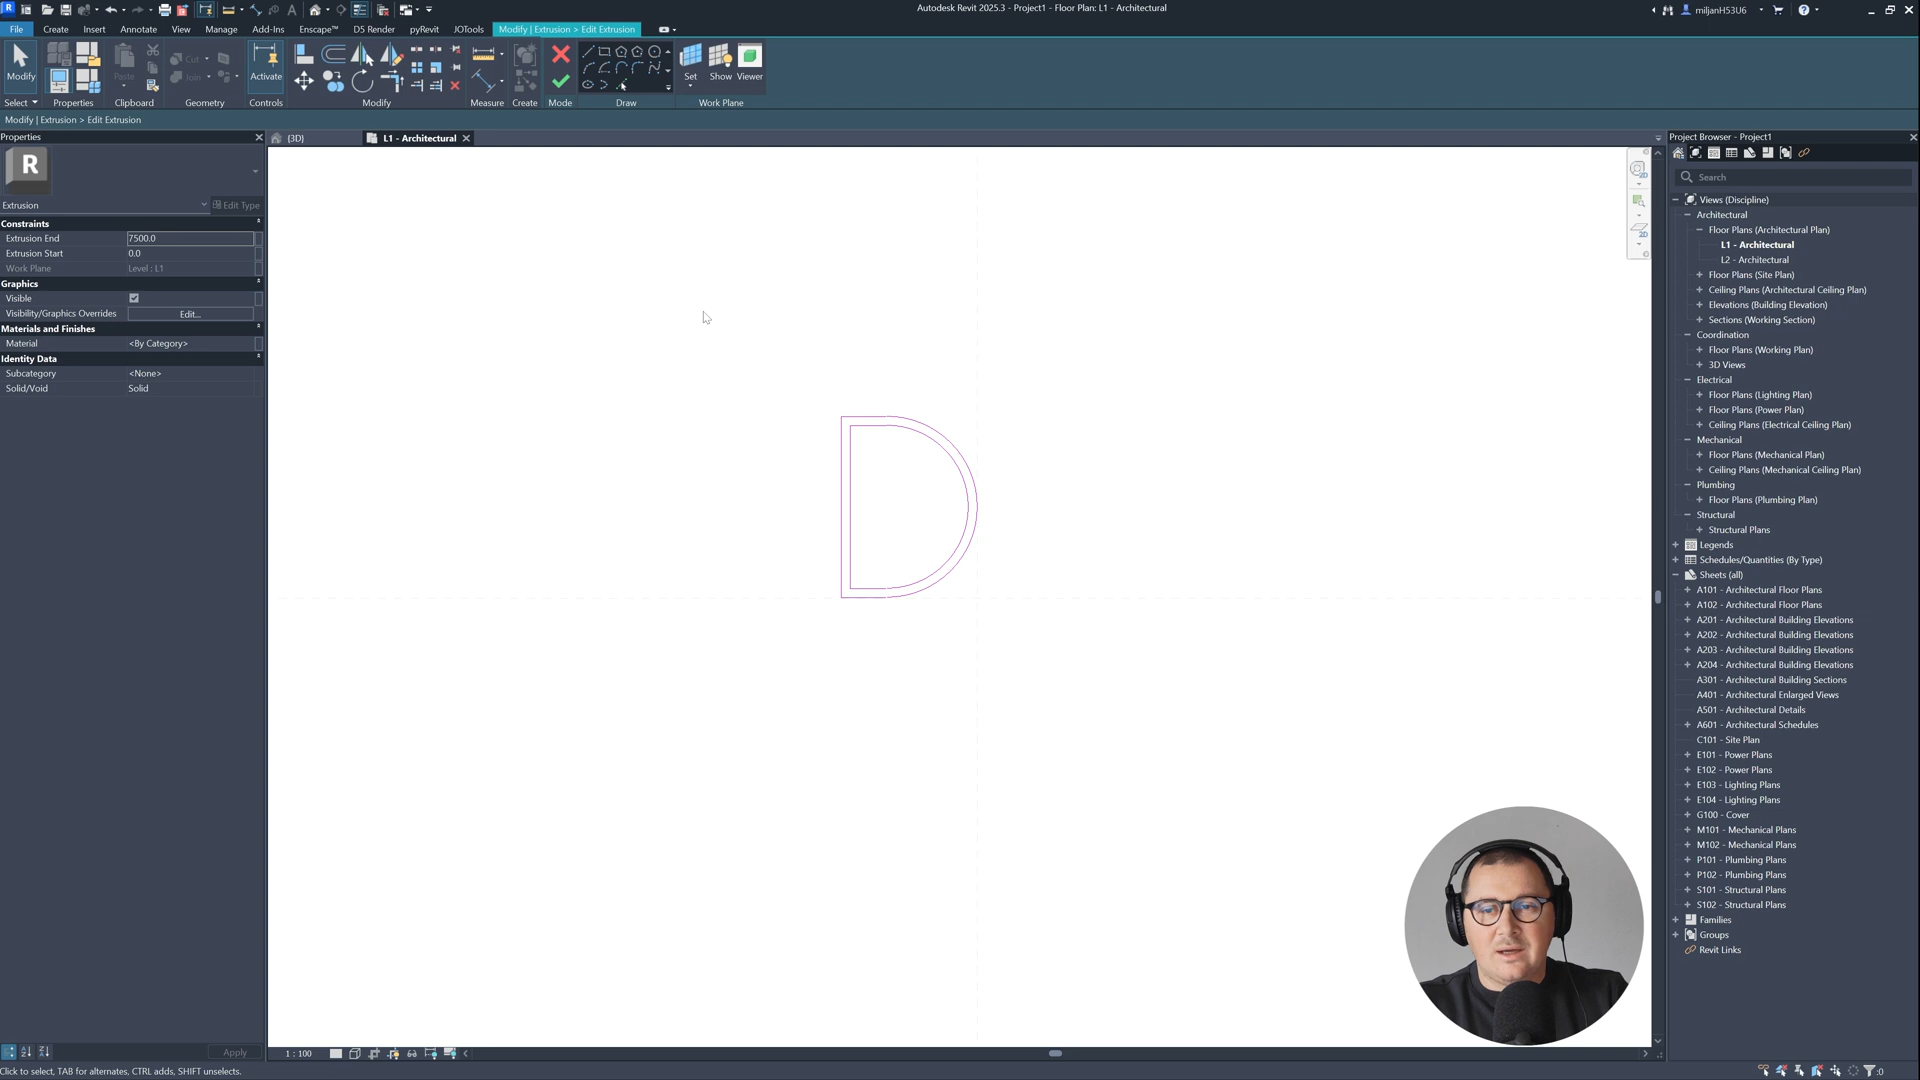 Autodesk Revit 2025.3 - Project1 - Floor Plan: L1 - Architectural
miljanH53U6
File
Create
Insert
Annotate
View
Manage
Add-Ins
Enscape™
D5 Render
pyRevit
JOTools
Modify | Extrusion > Edit Extrusion
Modify
Paste
Cut
Join
Activate
Set
Show
Viewer
Select
Properties
Clipboard
Geometry
Controls
Modify
Measure
Create
Mode
Draw
Work Plane
Modify | Extrusion > Edit Extrusion
Properties
R
Extrusion
Edit Type
Constraints
Extrusion End 7500.0
Extrusion Start 0.0
Work Plane Level : L1
Graphics
Visible
Visibility/Graphics Overrides Edit...
Materials and Finishes
Material <By Category>
Identity Data
Subcategory <None>
Solid/Void Solid
Apply
{3D}
L1 - Architectural
2D
2D
1 : 100
Project Browser - Project1
Search
Views (Discipline)
Architectural
Floor Plans (Architectural Plan)
L1 - Architectural
L2 - Architectural
Floor Plans (Site Plan)
Ceiling Plans (Architectural Ceiling Plan)
Elevations (Building Elevation)
Sections (Working Section)
Coordination
Floor Plans (Working Plan)
3D Views
Electrical
Floor Plans (Lighting Plan)
Floor Plans (Power Plan)
Ceiling Plans (Electrical Ceiling Plan)
Mechanical
Floor Plans (Mechanical Plan)
Ceiling Plans (Mechanical Ceiling Plan)
Plumbing
Floor Plans (Plumbing Plan)
Structural
Structural Plans
Legends
Schedules/Quantities (By Type)
Sheets (all)
A101 - Architectural Floor Plans
A102 - Architectural Floor Plans
A201 - Architectural Building Elevations
A202 - Architectural Building Elevations
A203 - Architectural Building Elevations
A204 - Architectural Building Elevations
A301 - Architectural Building Sections
A401 - Architectural Enlarged Views
A501 - Architectural Details
A601 - Architectural Schedules
C101 - Site Plan
E101 - Power Plans
E102 - Power Plans
E103 - Lighting Plans
E104 - Lighting Plans
G100 - Cover
M101 - Mechanical Plans
M102 - Mechanical Plans
P101 - Plumbing Plans
P102 - Plumbing Plans
S101 - Structural Plans
S102 - Structural Plans
Families
Groups
Revit Links
Click to select, TAB for alternates, CTRL adds, SHIFT unselects.
:0